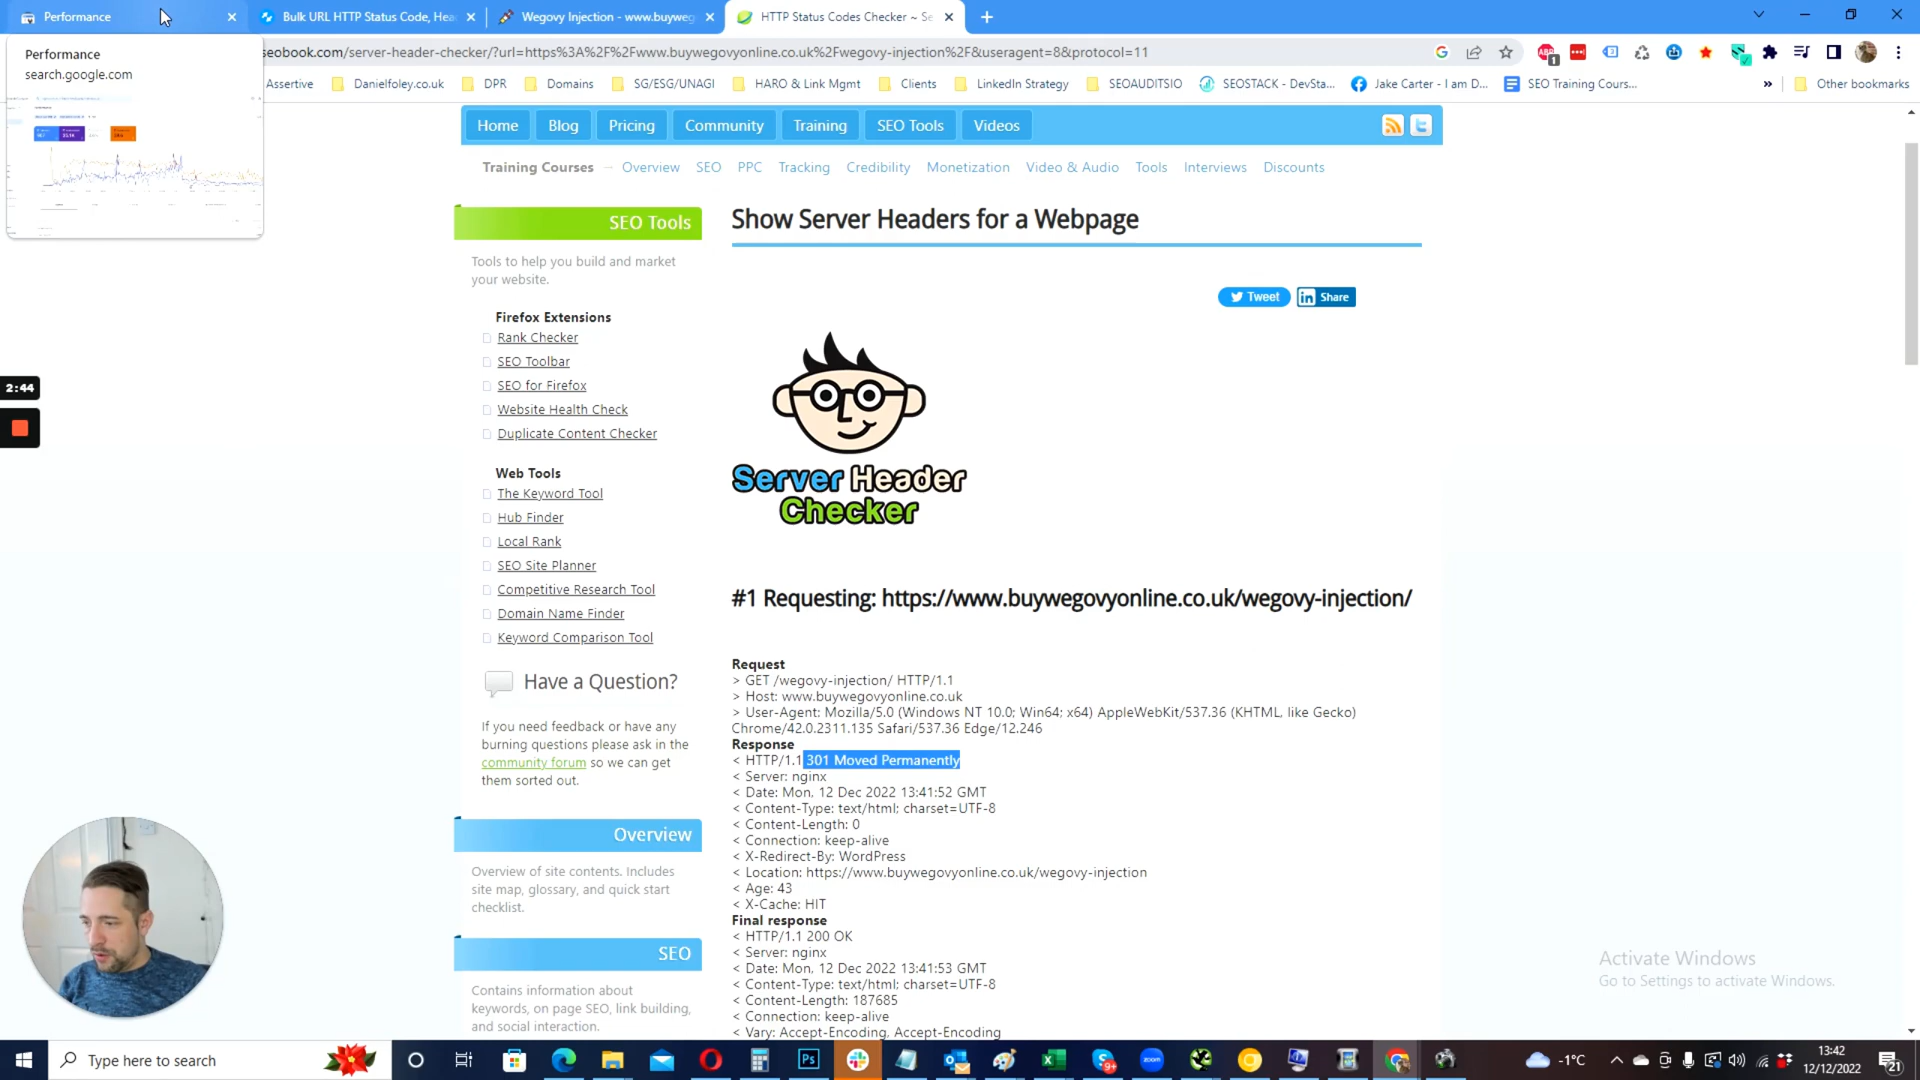 Performance
Bulk URL HTTP Status Code, Hea
Wegovy Injection - www.buyweg
HTTP Status Codes Checker ~ Se
Performance
search.google.com
seobook.com/server-header-checker/?url=https%3A%2F%2Fwww.buywegovyonline.co.uk%2Fwegovy-injection%2F&useragent=8&protocol=11
Assertive
Danielfoley.co.uk
DPR
Domains
SG/ESG/UNAGI
HARO & Link Mgmt
Clients
LinkedIn Strategy
SEOAUDITSIO
SEOSTACK - DevSta...
Jake Carter - I am D...
SEO Training Cours...
»
Other bookmarks
Home
Blog
Pricing
Community
Training
SEO Tools
Videos
Training Courses
Overview
SEO
PPC
Tracking
Credibility
Monetization
Video & Audio
Tools
Interviews
Discounts
SEO Tools
Tools to help you build and market
your website.
Firefox Extensions
Rank Checker
SEO Toolbar
SEO for Firefox
Website Health Check
Duplicate Content Checker
Web Tools
The Keyword Tool
Hub Finder
Local Rank
SEO Site Planner
Competitive Research Tool
Domain Name Finder
Keyword Comparison Tool
Have a Question?
If you need feedback or have any
burning questions please ask in the
community forum so we can get
them sorted out.
Overview
Overview of site contents. Includes
site map, glossary, and quick start
checklist.
SEO
Contains information about
keywords, on page SEO, link building,
and social interaction.
Show Server Headers for a Webpage
Tweet
Share
Server Header
Checker
#1 Requesting: https://www.buywegovyonline.co.uk/wegovy-injection/
Request
> GET /wegovy-injection/ HTTP/1.1
> Host: www.buywegovyonline.co.uk
> User-Agent: Mozilla/5.0 (Windows NT 10.0; Win64; x64) AppleWebKit/537.36 (KHTML, like Gecko)
Chrome/42.0.2311.135 Safari/537.36 Edge/12.246
Response
< HTTP/1.1 301 Moved Permanently
< Server: nginx
< Date: Mon, 12 Dec 2022 13:41:52 GMT
< Content-Type: text/html; charset=UTF-8
< Content-Length: 0
< Connection: keep-alive
< X-Redirect-By: WordPress
< Location: https://www.buywegovyonline.co.uk/wegovy-injection
< Age: 43
< X-Cache: HIT
Final response
< HTTP/1.1 200 OK
< Server: nginx
< Date: Mon, 12 Dec 2022 13:41:53 GMT
< Content-Type: text/html; charset=UTF-8
< Content-Length: 187685
< Connection: keep-alive
< Vary: Accept-Encoding, Accept-Encoding
2:44
Activate Windows
Go to Settings to activate Windows.
Type here to search
-1°C
13:42
12/12/2022
21